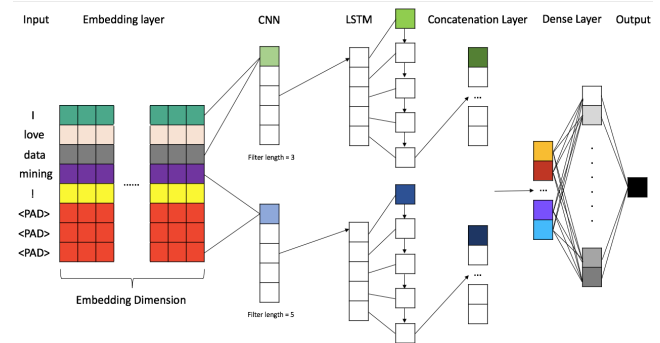 Input Embedding layer CNN LSTM Concatenation Layer Dense Layer Output
I
love
data
mining
!
<PAD>
<PAD>
<PAD>
......
Embedding Dimension
Filter length = 3
Filter length = 5
...
...
...